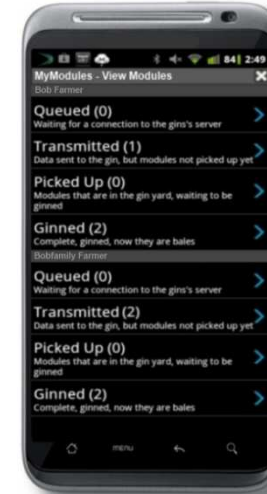 84 2:49
MyModules - View Modules
Bob Farmer
Queued (0)
Waiting for a connection to the gins's server
Transmitted (1)
Data sent to the gin, but modules not picked up yet
Picked Up (0)
Modules that are in the gin yard, waiting to be
ginned
Ginned (2)
Complete, ginned, now they are bales
Bobfamily Farmer
Queued (0)
Waiting for a connection to the gins's server
Transmitted (2)
Data sent to the gin, but modules not picked up yet
Picked Up (0)
Modules that are in the gin yard, waiting to be
ginned
Ginned (2)
Complete, ginned, now they are bales
MENU